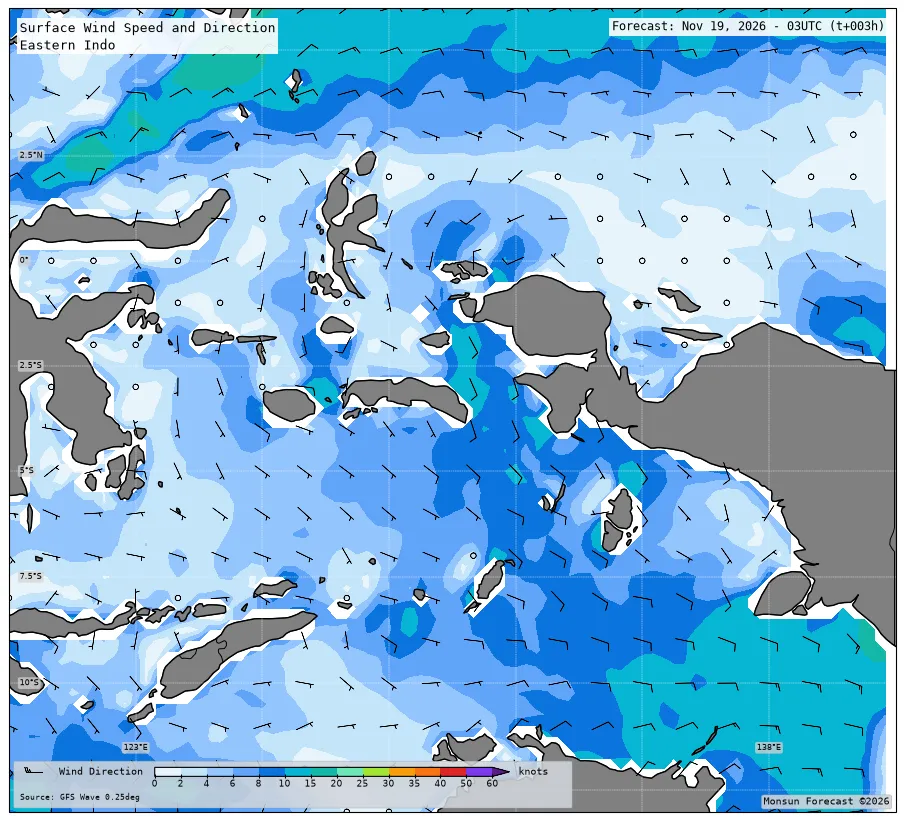 Surface Wind Speed and Direction
Eastern Indo
Forecast: Nov 19, 2026 - 03UTC (t+003h)
2.5°N
0°
2.5°S
5°S
7.5°S
10°S
123°E
138°E
Wind Direction
knots
0 2 4 6 8 10 15 20 25 30 35 40 50 60
Source: GFS Wave 0.25deg
Monsun Forecast ©2026